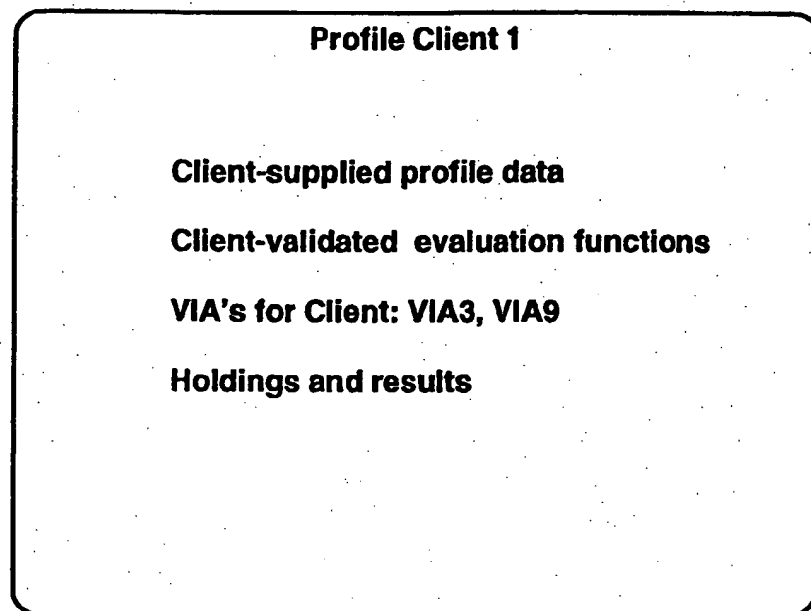 Profile Client 1
Client-supplied profile data
Client-validated evaluation functions
VIA's for Client: VIA3, VIA9
Holdings and results